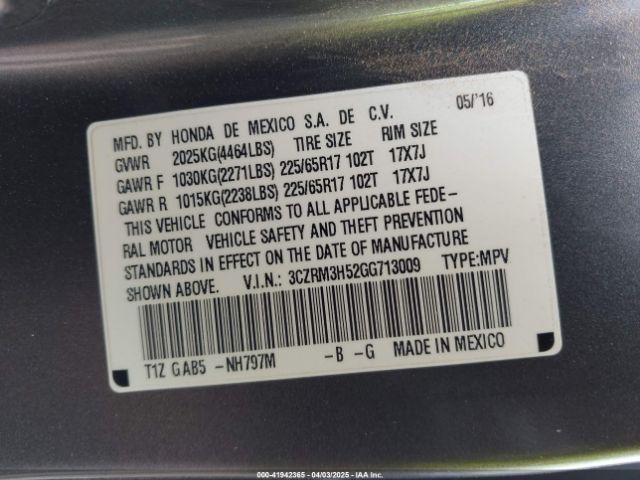 05/'16
MFD. BY HONDA DE MEXICO S.A. DE C.V.
GVWR 2025KG(4464LBS) TIRE SIZE RIM SIZE
GAWR F 1030KG(2271LBS) 225/65R17 102T 17X7J
GAWR R 1015KG(2238LBS) 225/65R17 102T 17X7J
THIS VEHICLE CONFORMS TO ALL APPLICABLE FEDE-
RAL MOTOR VEHICLE SAFETY AND THEFT PREVENTION
STANDARDS IN EFFECT ON THE DATE OF MANUFACTURE
SHOWN ABOVE. V.I.N.: 3CZRM3H52GG713009 TYPE:MPV
T1Z GAB5 -NH797M -B -G MADE IN MEXICO
000-41942365 - 04/03/2025 - IAA Inc.